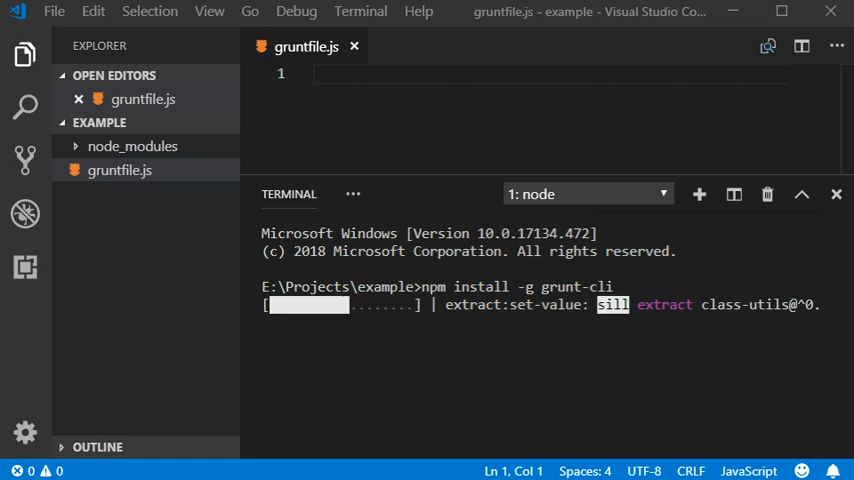 File Edit Selection View Go Debug Terminal Help gruntfile.js - example - Visual Studio Co...
EXPLORER
OPEN EDITORS
gruntfile.js
EXAMPLE
node_modules
gruntfile.js
OUTLINE
gruntfile.js
1
TERMINAL ... 1: node
Microsoft Windows [Version 10.0.17134.472]
(c) 2018 Microsoft Corporation. All rights reserved.
E:\Projects\example>npm install -g grunt-cli
[ ........] | extract:set-value: sill extract class-utils@^0.
0 0 Ln 1, Col 1 Spaces: 4 UTF-8 CRLF JavaScript